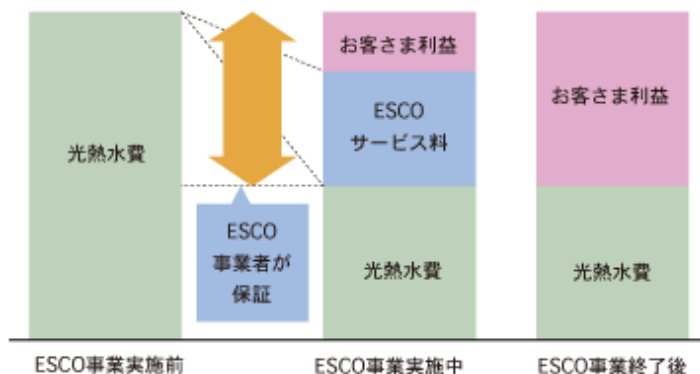 光熱水費
ESCO
事業者が
保証
お客さま利益
ESCO
サービス料
光熱水費
お客さま利益
光熱水費
ESCO事業実施前
ESCO事業実施中
ESCO事業終了後